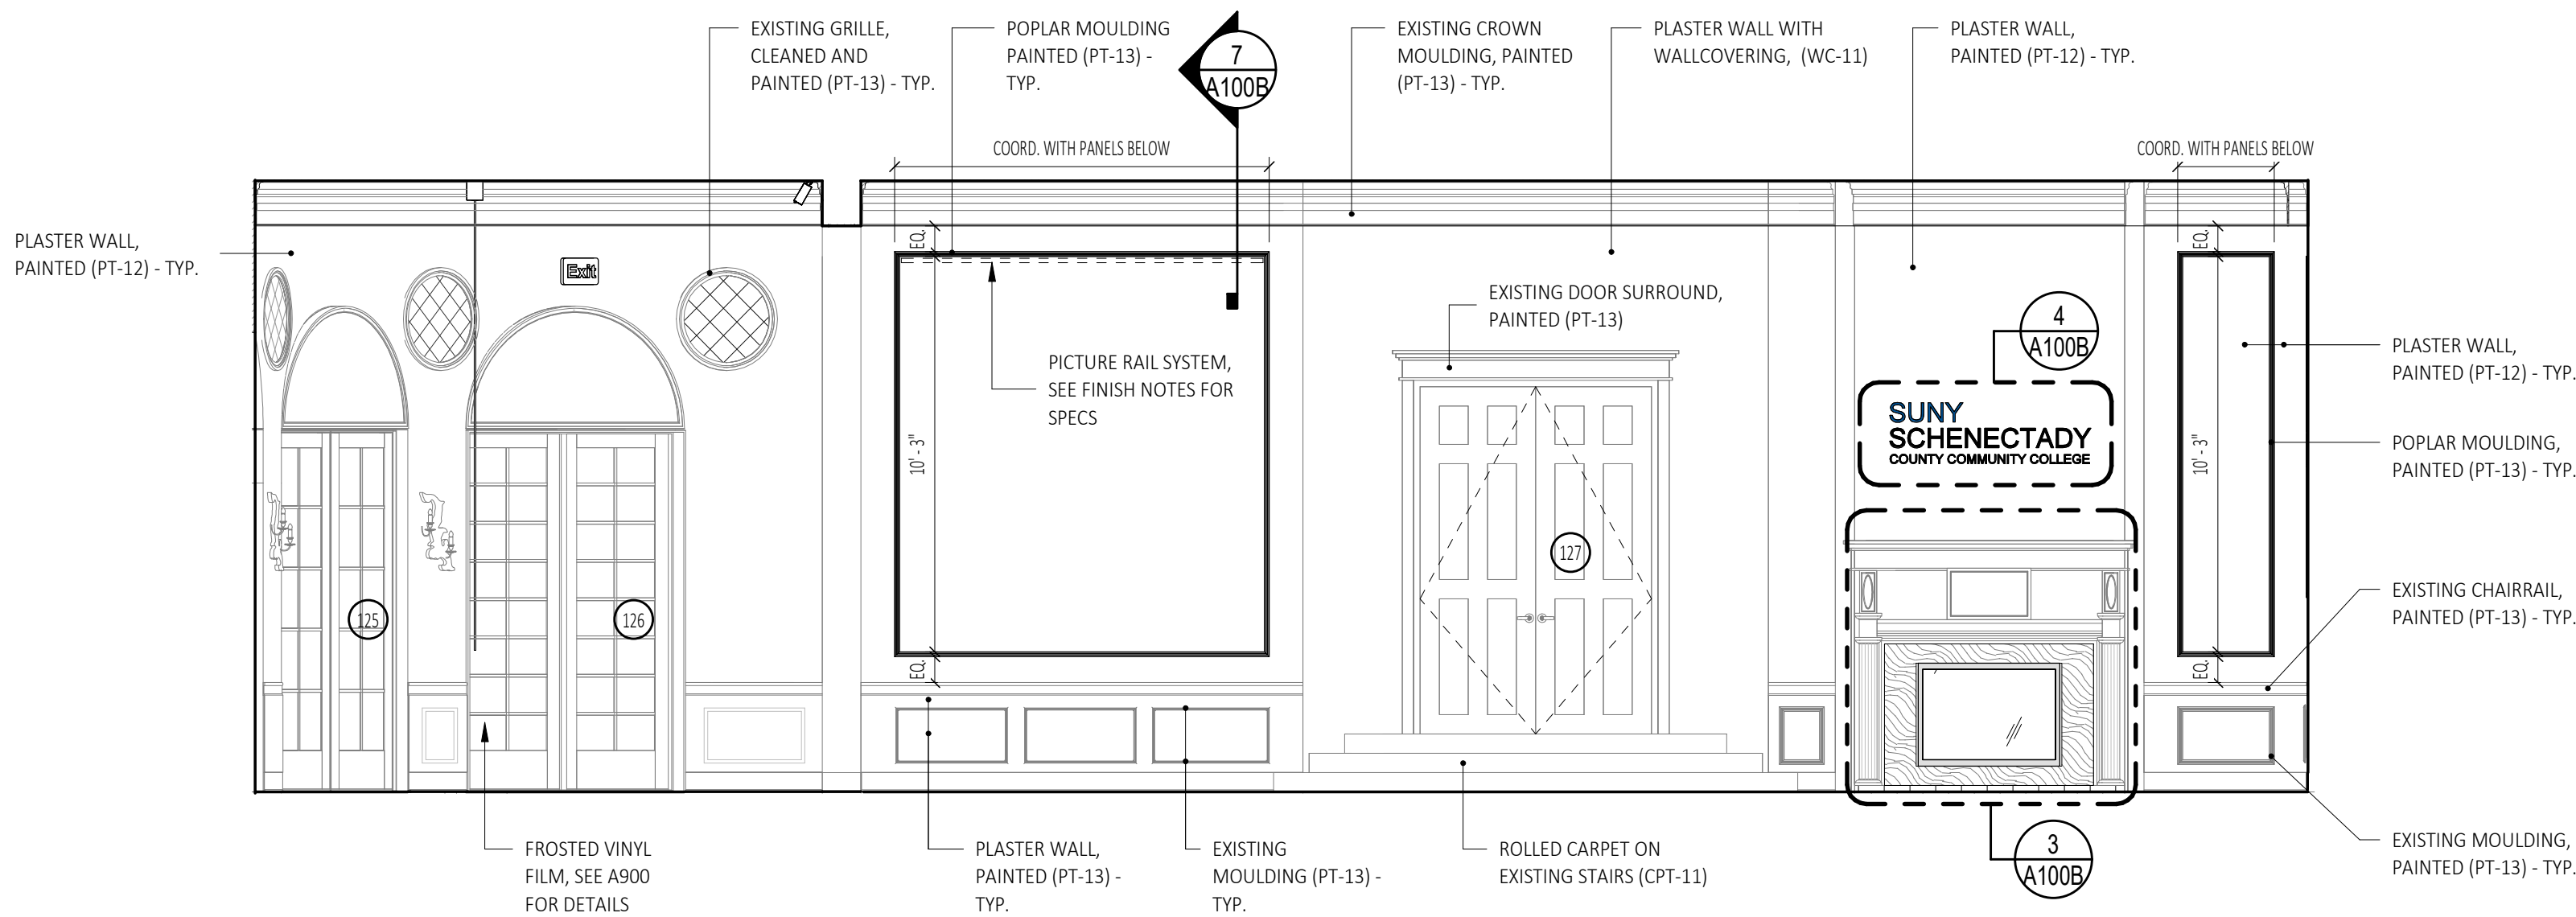 EXISTING GRILLE,
CLEANED AND
PAINTED (PT-13) - TYP.
POPLAR MOULDING
PAINTED (PT-13) -
TYP.
7
A100B
EXISTING CROWN
MOULDING, PAINTED
(PT-13) - TYP.
PLASTER WALL WITH
WALLCOVERING, (WC-11)
PLASTER WALL,
PAINTED (PT-12) - TYP.
COORD. WITH PANELS BELOW
COORD. WITH PANELS BELOW
PLASTER WALL,
PAINTED (PT-12) - TYP.
EQ.
EQ.
Exit
EXISTING DOOR SURROUND,
PAINTED (PT-13)
4
A100B
PICTURE RAIL SYSTEM,
SEE FINISH NOTES FOR
SPECS
PLASTER WALL,
PAINTED (PT-12) - TYP.
SUNY
SCHENECTADY
COUNTY COMMUNITY COLLEGE
10' - 3"
10' - 3"
POPLAR MOULDING,
PAINTED (PT-13) - TYP.
127
125
126
EXISTING CHAIRRAIL,
PAINTED (PT-13) - TYP.
EQ.
EQ.
FROSTED VINYL
FILM, SEE A900
FOR DETAILS
PLASTER WALL,
PAINTED (PT-13) -
TYP.
EXISTING
MOULDING (PT-13) -
TYP.
ROLLED CARPET ON
EXISTING STAIRS (CPT-11)
3
A100B
EXISTING MOULDING,
PAINTED (PT-13) - TYP.